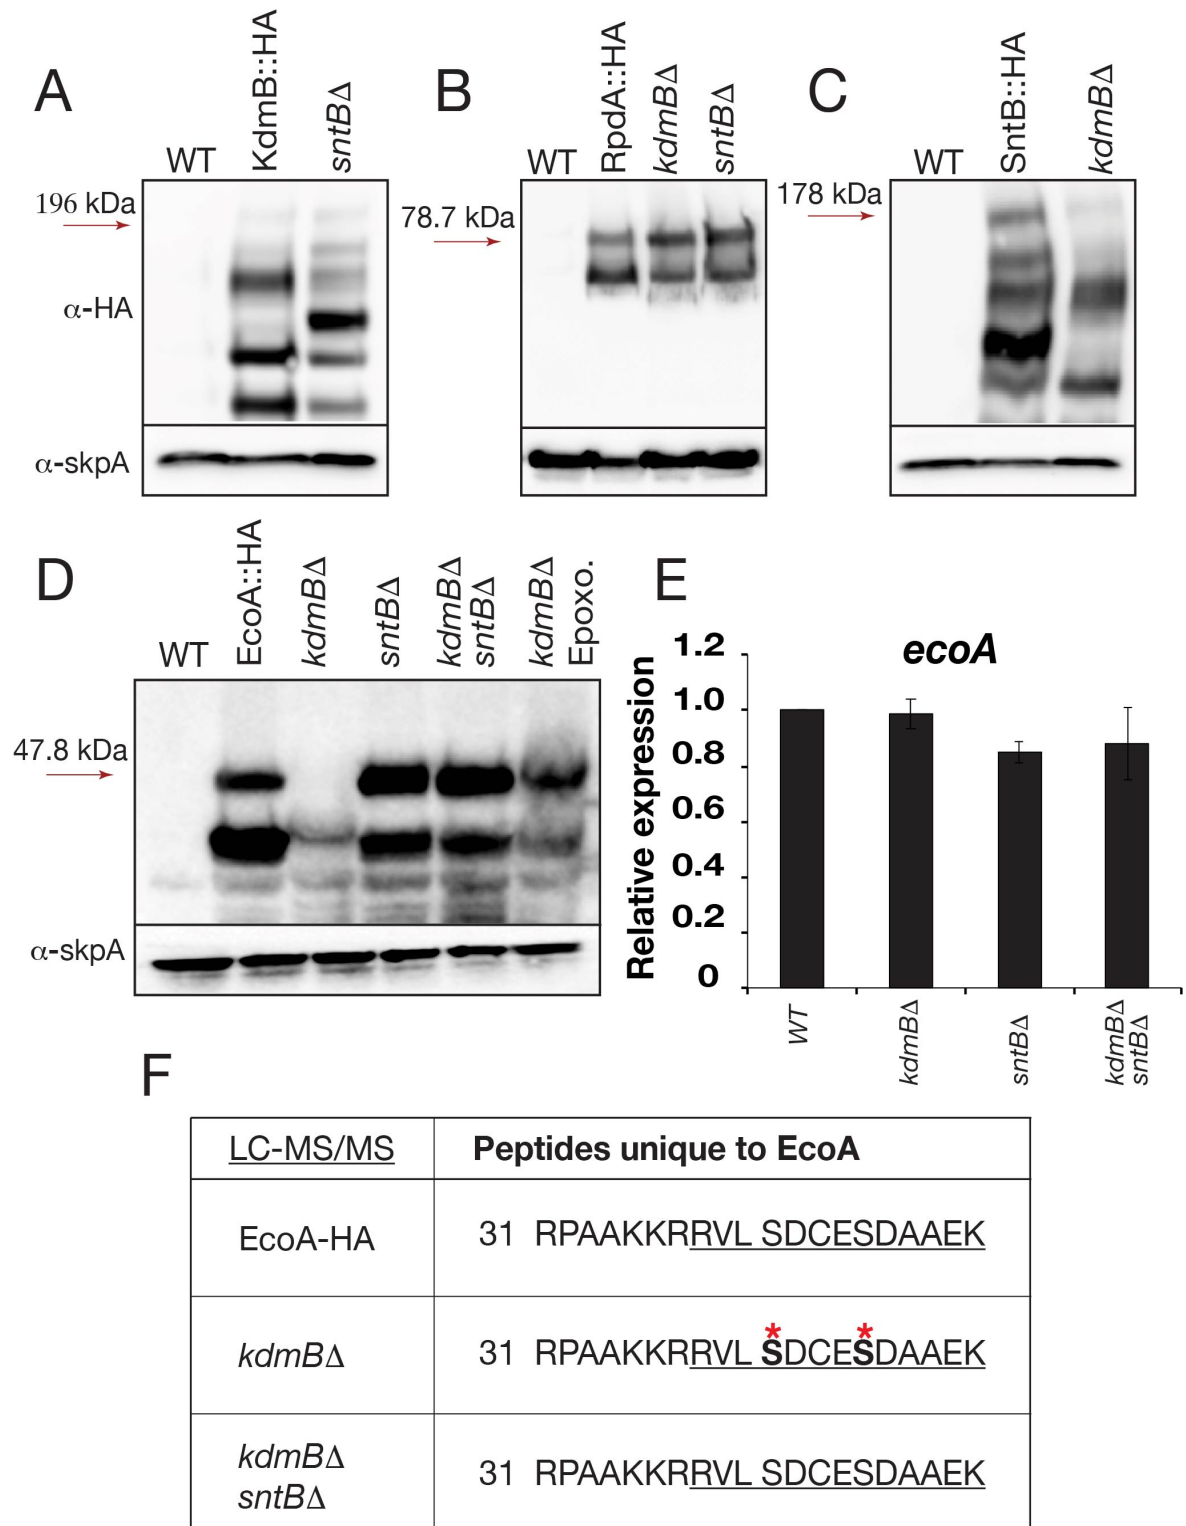 A
WT
KdmB::HA
sntBΔ
196 kDa
α-HA
α-skpA
B
WT
RpdA::HA
kdmBΔ
sntBΔ
78.7 kDa
C
WT
SntB::HA
kdmBΔ
178 kDa
D
WT
EcoA::HA
kdmBΔ
sntBΔ
kdmBΔ
sntBΔ
kdmBΔ
Epoxo.
47.8 kDa
α-skpA
E
ecoA
Relative expression
1.2
1.0
0.8
0.6
0.4
0.2
0
WT
kdmBΔ
sntBΔ
kdmBΔ
sntBΔ
F
LC-MS/MS Peptides unique to EcoA
EcoA-HA 31 RPAAKKRRVL SDCESDAAEK
* *
kdmBΔ 31 RPAAKKRRVL SDCESDAAEK
kdmBΔ
sntBΔ
31 RPAAKKRRVL SDCESDAAEK